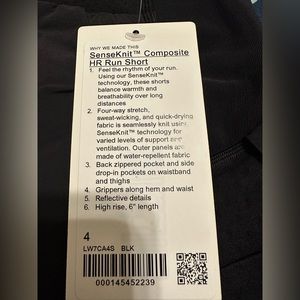 WHY WE MADE THIS
SenseKnit™ Composite
HR Run Short
1. Feel the rhythm of your run.
Using our SenseKnit™
technology, these shorts
balance warmth and
breathability over long
distances
2. Four-way stretch,
sweat-wicking, and quick-drying
fabric is seamlessly knit using
SenseKnit™ technology for
varied levels of support and
ventilation. Outer panels are
made of water-repellent fabric
3. Back zippered pocket and side
drop-in pockets on waistband
and thighs
4. Grippers along hem and waist
5. Reflective details
6. High rise, 6" length
4
LW7CA4S BLK
000145452239